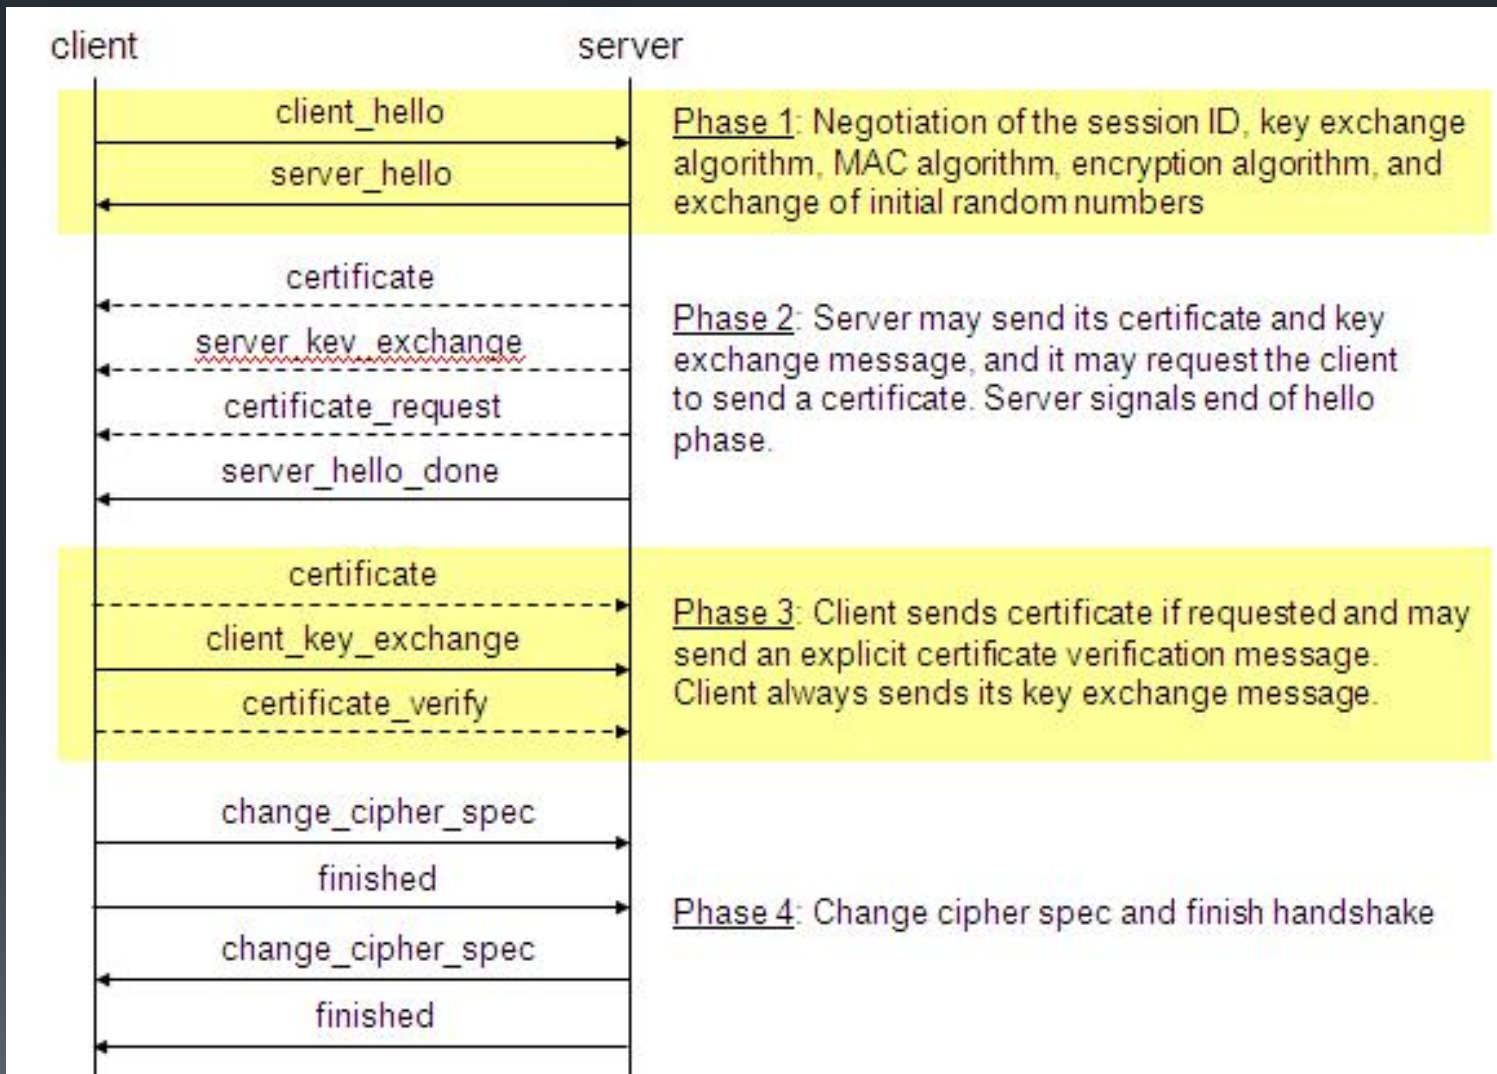 client
server
client_hello
server_hello
Phase 1: Negotiation of the session ID, key exchange
algorithm, MAC algorithm, encryption algorithm, and
exchange of initial random numbers
certificate
server_key_exchange
certificate_request
server_hello_done
Phase 2: Server may send its certificate and key
exchange message, and it may request the client
to send a certificate. Server signals end of hello
phase.
certificate
client_key_exchange
certificate_verify
Phase 3: Client sends certificate if requested and may
send an explicit certificate verification message.
Client always sends its key exchange message.
change_cipher_spec
finished
change_cipher_spec
finished
Phase 4: Change cipher spec and finish handshake